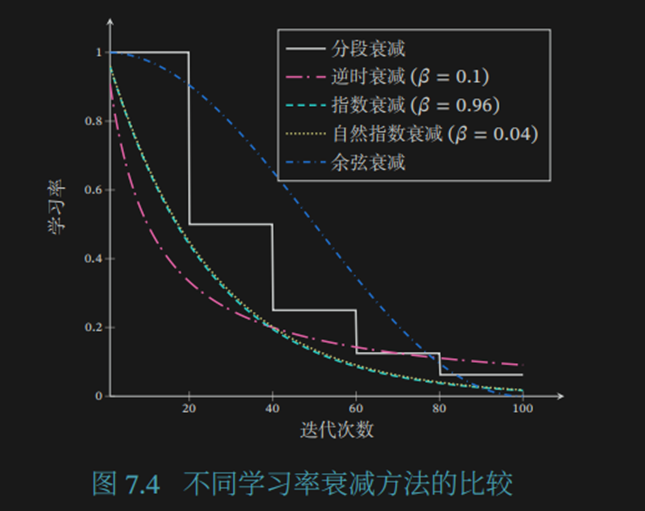 1
0.8
0.6
0.4
0.2
0
20 40 60 80 100
学习率
迭代次数
分段衰减
逆时衰减 (β = 0.1)
指数衰减 (β = 0.96)
自然指数衰减 (β = 0.04)
余弦衰减
图 7.4 不同学习率衰减方法的比较